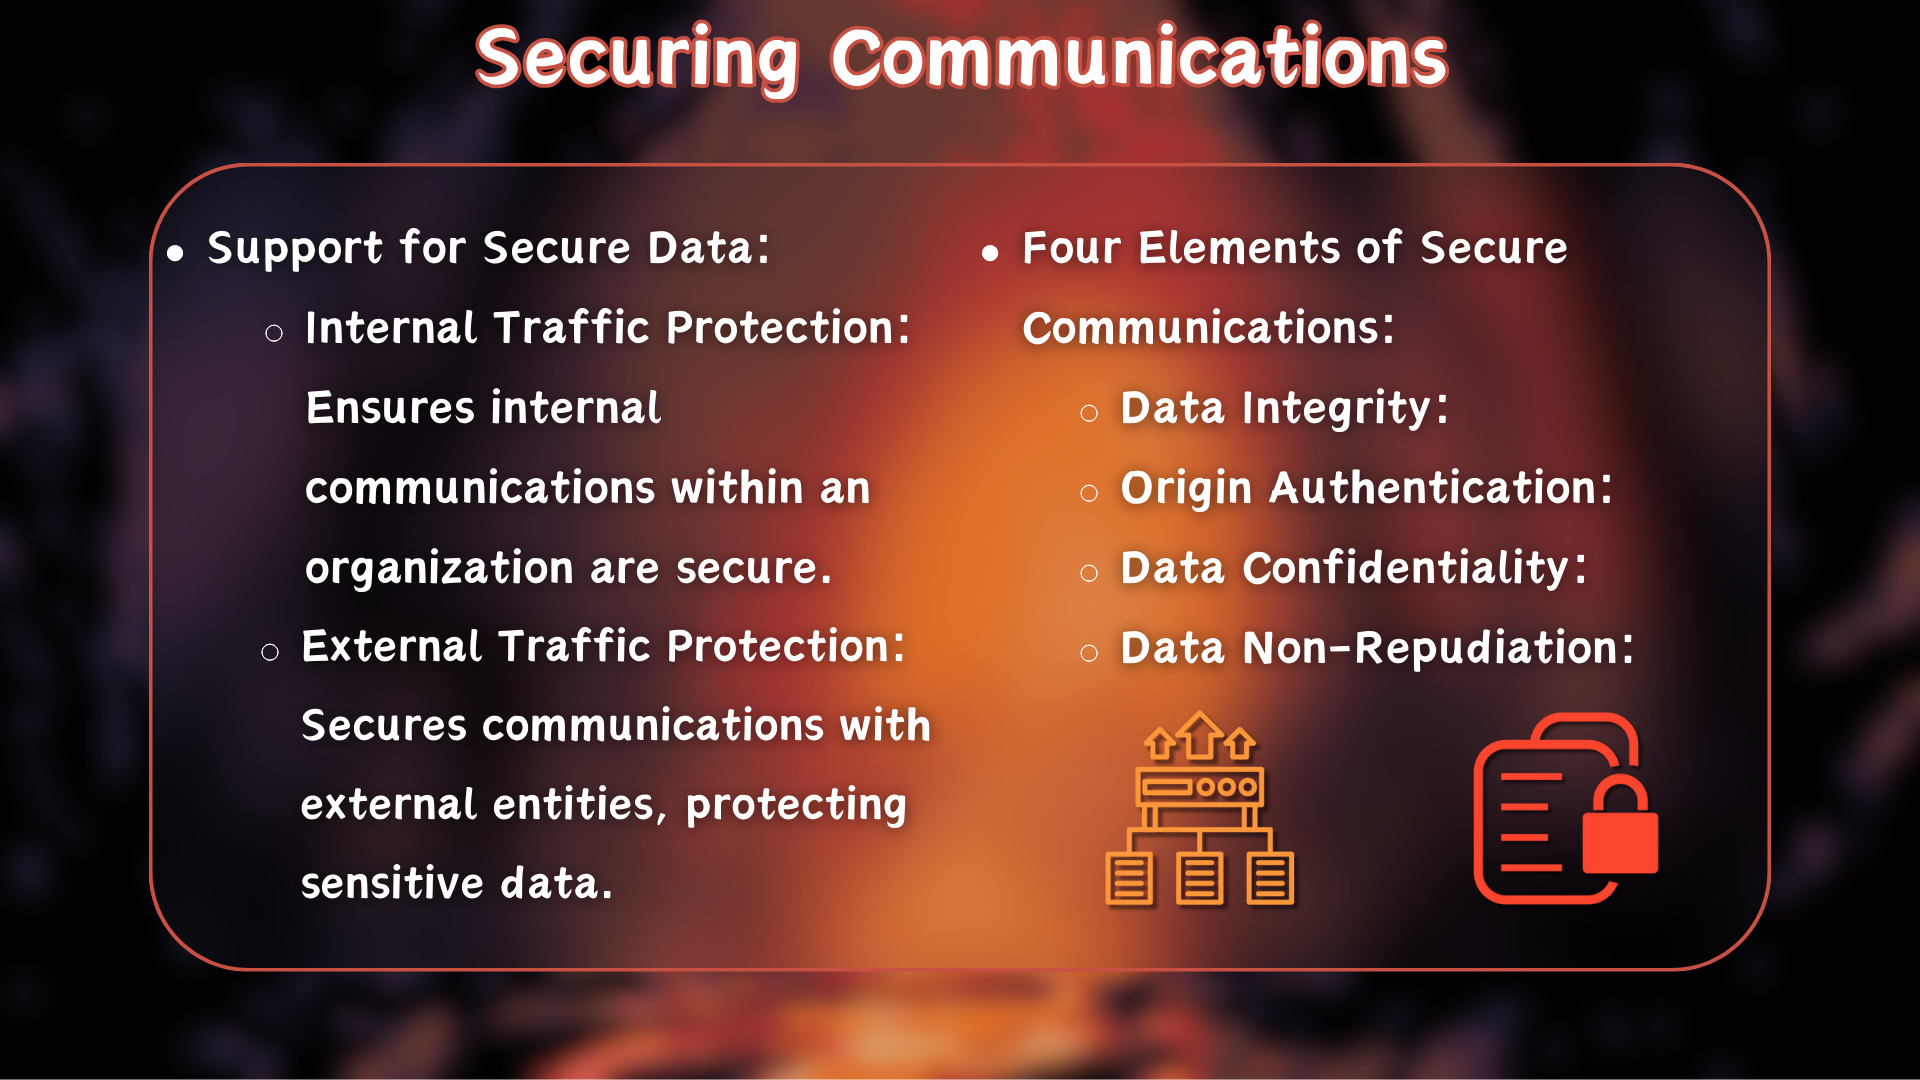 Securing Communications
• Support for Secure Data:
○ Internal Traffic Protection:
Ensures internal
communications within an
organization are secure.
○ External Traffic Protection:
Secures communications with
external entities, protecting
sensitive data.
• Four Elements of Secure
Communications:
○ Data Integrity:
○ Origin Authentication:
○ Data Confidentiality:
○ Data Non-Repudiation: